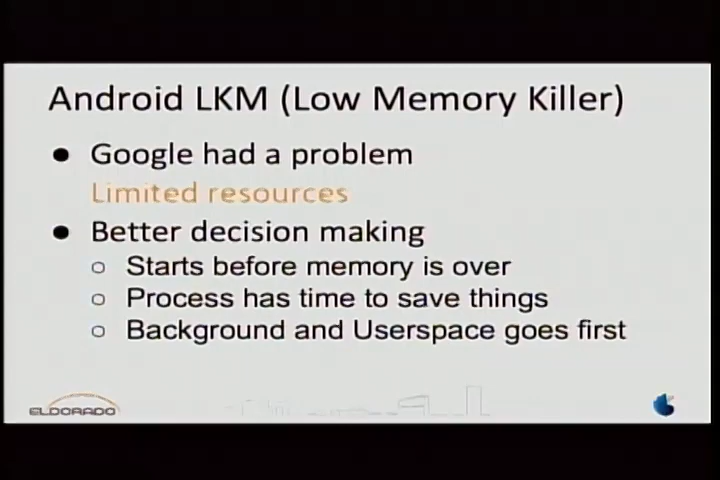 Android LKM (Low Memory Killer)
● Google had a problem
Limited resources
● Better decision making
○ Starts before memory is over
○ Process has time to save things
○ Background and Userspace goes first
ELDORADO